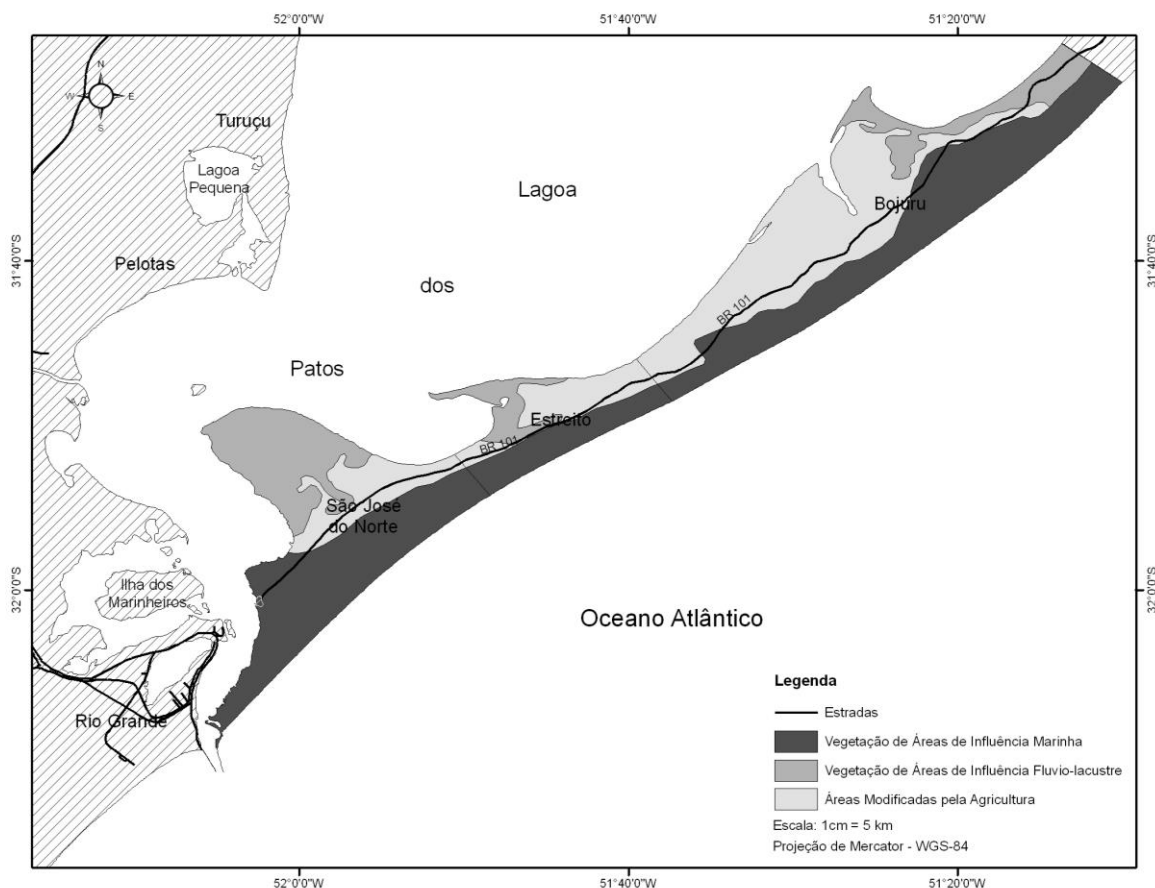 52°0'0"W
51°40'0"W
51°20'0"W
N
W
E
S
Turuçu
Lagoa
Pequena
Lagoa
Bojuru
31°40'0"S
Pelotas
31°40'0"S
dos
BR 101
Patos
Estreito
BR 101
São José
do Norte
32°0'0"S
Ilha dos
Marinheiros
32°0'0"S
Oceano Atlântico
Rio Grande
Legenda
Estradas
Vegetação de Áreas de Influência Marinha
Vegetação de Áreas de Influência Fluvio-lacustre
Áreas Modificadas pela Agricultura
Escala: 1cm = 5 km
Projeção de Mercator - WGS-84
52°0'0"W
51°40'0"W
51°20'0"W